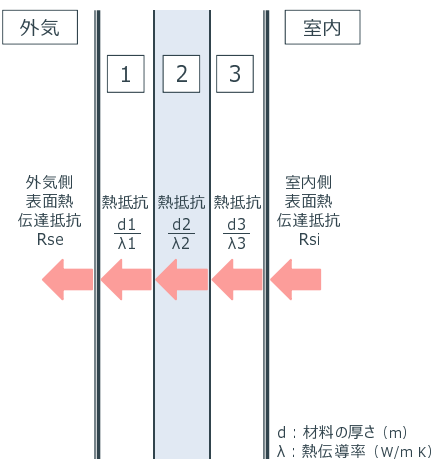 外気
室内
1
2
3
外気側
表面熱
伝達抵抗
Rse
熱抵抗
d1
λ1
熱抵抗
d2
λ2
熱抵抗
d3
λ3
室内側
表面熱
伝達抵抗
Rsi
d：材料の厚さ（m）
λ：熱伝導率（W/m K）